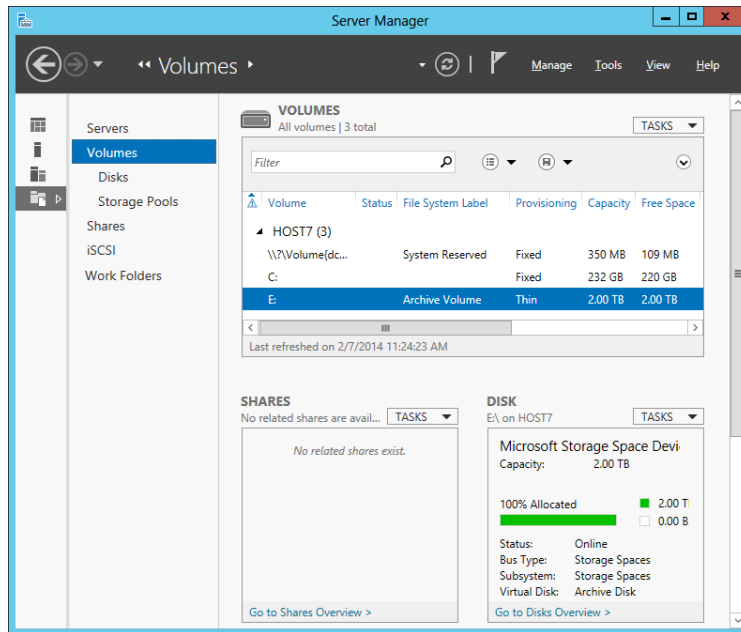 Server Manager
Volumes
Manage Tools View Help
Servers
Volumes
Disks
Storage Pools
Shares
iSCSI
Work Folders
VOLUMES
All volumes | 3 total
TASKS
Filter
Volume Status File System Label Provisioning Capacity Free Space
HOST7 (3)
\\?\Volume{dc... System Reserved Fixed 350 MB 109 MB
C: Fixed 232 GB 220 GB
E: Archive Volume Thin 2.00 TB 2.00 TB
Last refreshed on 2/7/2014 11:24:23 AM
SHARES
No related shares are avail... TASKS
No related shares exist.
Go to Shares Overview >
DISK
E:\ on HOST7 TASKS
Microsoft Storage Space Devi
Capacity: 2.00 TB
100% Allocated 2.00 T
0.00 B
Status: Online
Bus Type: Storage Spaces
Subsystem: Storage Spaces
Virtual Disk: Archive Disk
Go to Disks Overview >